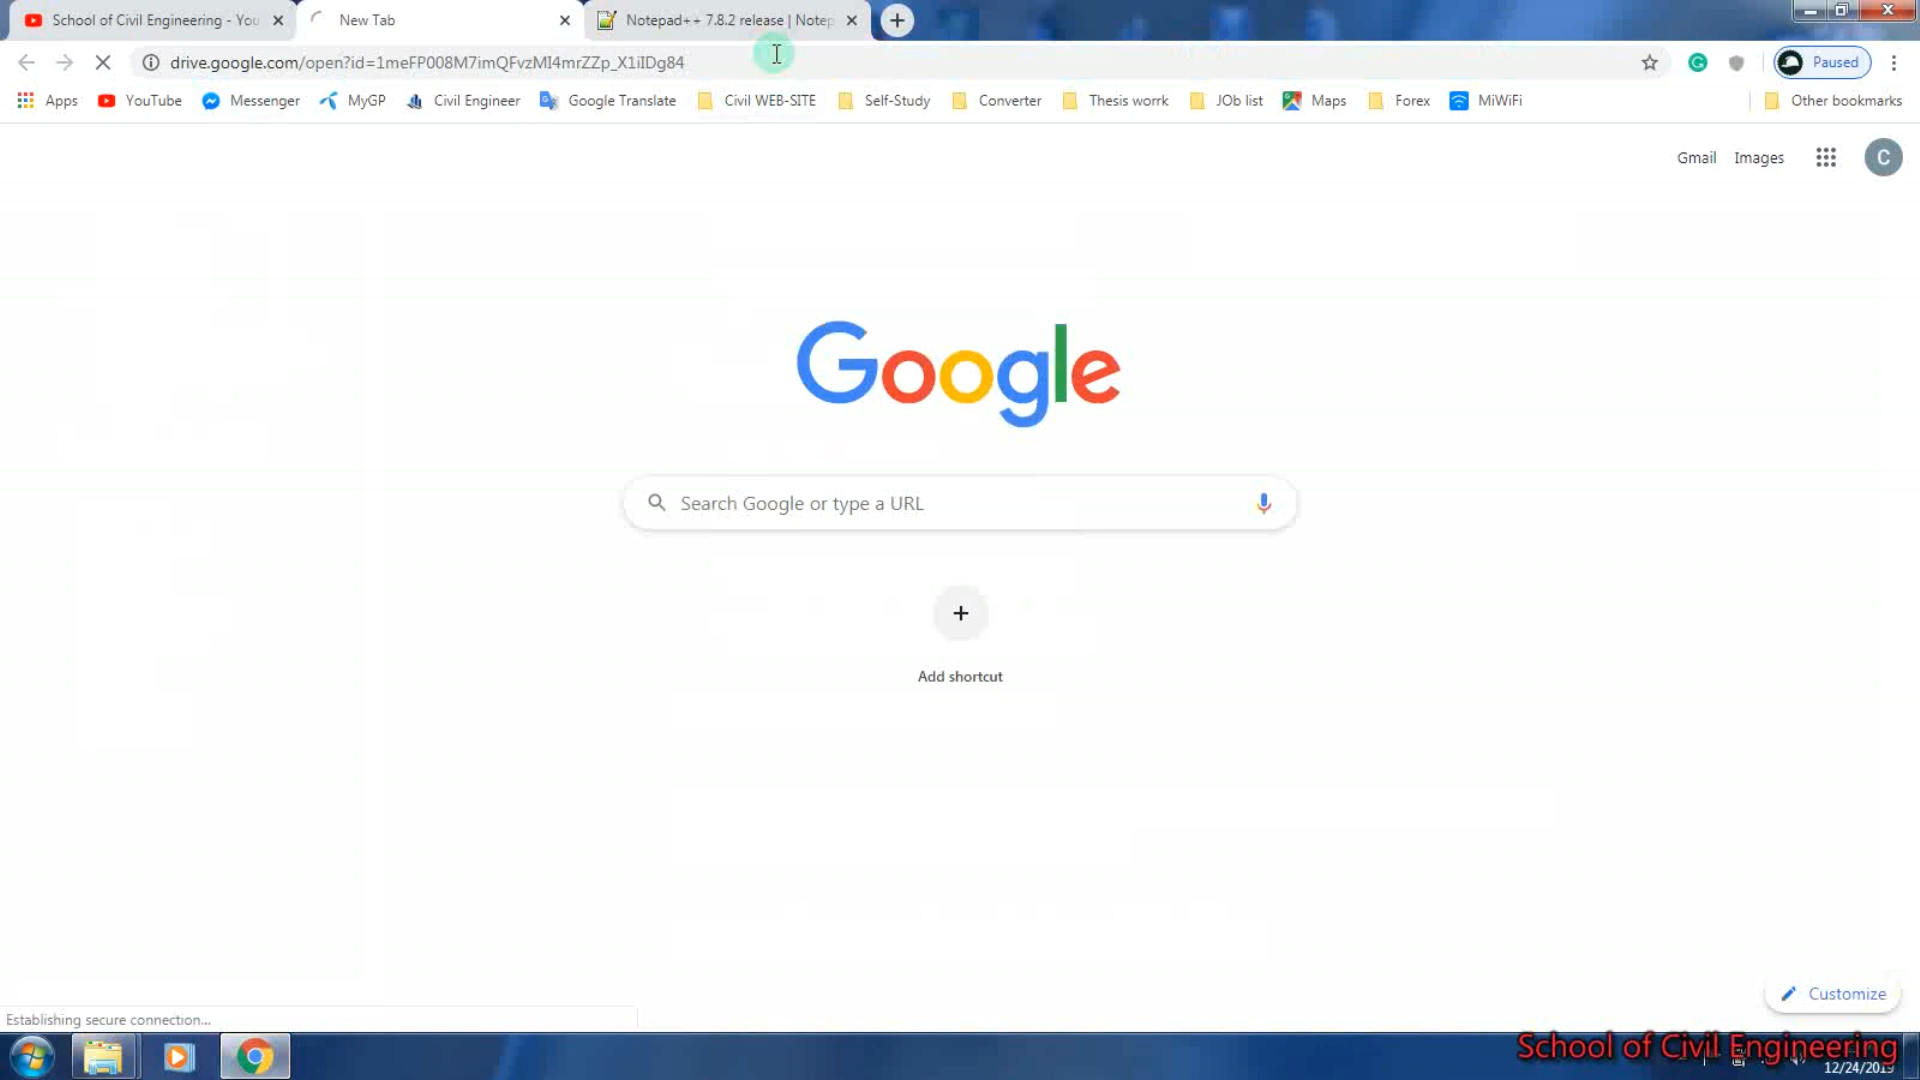 School of Civil Engineering - You
New Tab
Notepad++ 7.8.2 release | Notep
drive.google.com/open?id=1meFP008M7imQFvzMI4mrZZp_X1iIDg84
Paused
Apps
YouTube
Messenger
MyGP
Civil Engineer
Google Translate
Civil WEB-SITE
Self-Study
Converter
Thesis worrk
JOb list
Maps
Forex
MiWiFi
Other bookmarks
Gmail
Images
C
Google
Search Google or type a URL
Add shortcut
Customize
Establishing secure connection...
School of Civil Engineering
12/24/2019